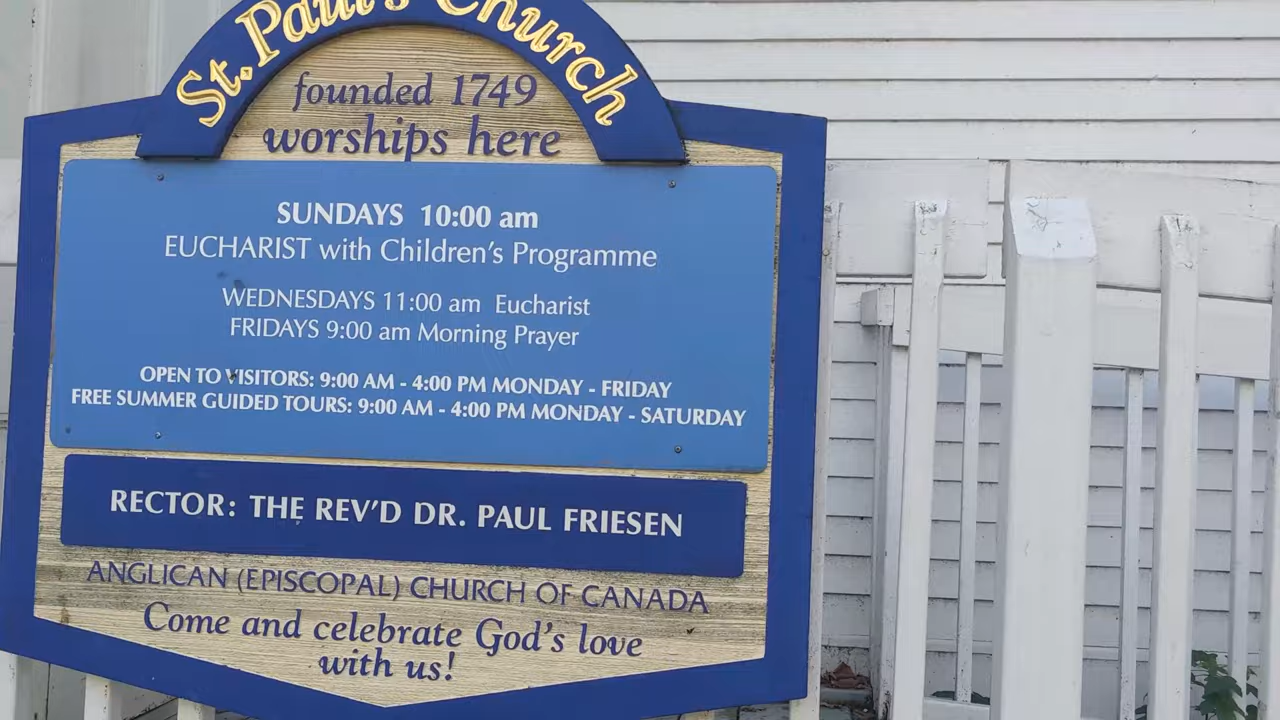 St. Paul's Church
founded 1749
worships here
SUNDAYS 10:00 am
EUCHARIST with Children's Programme
WEDNESDAYS 11:00 am Eucharist
FRIDAYS 9:00 am Morning Prayer
OPEN TO VISITORS: 9:00 AM - 4:00 PM MONDAY - FRIDAY
FREE SUMMER GUIDED TOURS: 9:00 AM - 4:00 PM MONDAY - SATURDAY
RECTOR: THE REV'D DR. PAUL FRIESEN
ANGLICAN (EPISCOPAL) CHURCH OF CANADA
Come and celebrate God's love
with us!